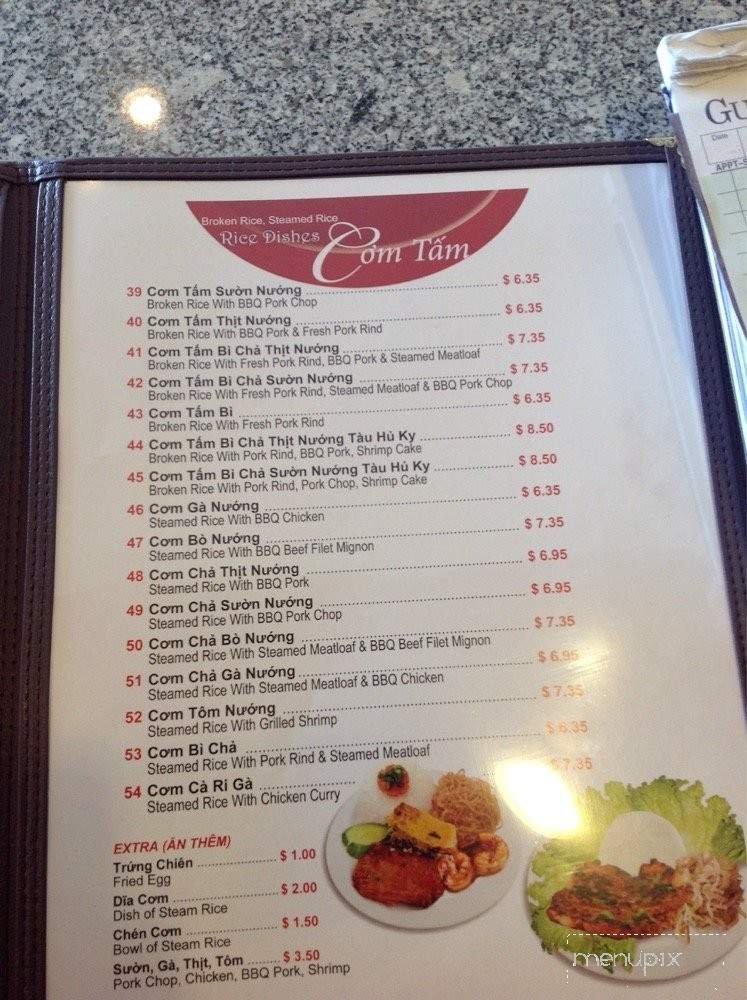 Gu
Date
APPT-S
Broken Rice, Steamed Rice
Rice Dishes
Cơm Tấm
39 Cơm Tấm Sườn Nướng $ 6.35
Broken Rice With BBQ Pork Chop
40 Cơm Tấm Thịt Nướng $ 6.35
Broken Rice With BBQ Pork & Fresh Pork Rind
41 Cơm Tấm Bì Chả Thịt Nướng $ 7.35
Broken Rice With Fresh Pork Rind, BBQ Pork & Steamed Meatloaf
42 Cơm Tấm Bì Chả Sườn Nướng $ 7.35
Broken Rice With Fresh Pork Rind, Steamed Meatloaf & BBQ Pork Chop
43 Cơm Tấm Bì $ 6.35
Broken Rice With Fresh Pork Rind
44 Cơm Tấm Bì Chả Thịt Nướng Tàu Hủ Ky $ 8.50
Broken Rice With Pork Rind, BBQ Pork, Shrimp Cake
45 Cơm Tấm Bì Chả Sườn Nướng Tàu Hủ Ky $ 8.50
Broken Rice With Pork Rind, Pork Chop, Shrimp Cake
46 Cơm Gà Nướng $ 6.35
Steamed Rice With BBQ Chicken
47 Cơm Bò Nướng $ 7.35
Steamed Rice With BBQ Beef Filet Mignon
48 Cơm Chả Thịt Nướng $ 6.95
Steamed Rice With BBQ Pork
49 Cơm Chả Sườn Nướng $ 6.95
Steamed Rice With BBQ Pork Chop
50 Cơm Chả Bò Nướng $ 7.35
Steamed Rice With Steamed Meatloaf & BBQ Beef Filet Mignon
51 Cơm Chả Gà Nướng $ 6.95
Steamed Rice With Steamed Meatloaf & BBQ Chicken
52 Cơm Tôm Nướng $ 7.35
Steamed Rice With Grilled Shrimp
53 Cơm Bì Chả $ 6.35
Steamed Rice With Pork Rind & Steamed Meatloaf
54 Cơm Cà Ri Gà $ 7.35
Steamed Rice With Chicken Curry
EXTRA (ĂN THÊM)
Trứng Chiên $ 1.00
Fried Egg
Dĩa Cơm $ 2.00
Dish of Steam Rice
Chén Cơm $ 1.50
Bowl of Steam Rice
Sườn, Gà, Thịt, Tôm $ 3.50
Pork Chop, Chicken, BBQ Pork, Shrimp
menupix